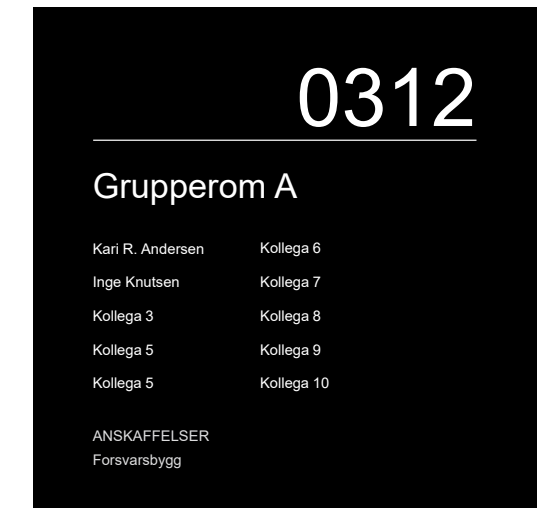 0312
Grupperom A
Kari R. Andersen
Inge Knutsen
Kollega 3
Kollega 5
Kollega 5
Kollega 6
Kollega 7
Kollega 8
Kollega 9
Kollega 10
ANSKAFFELSER
Forsvarsbygg